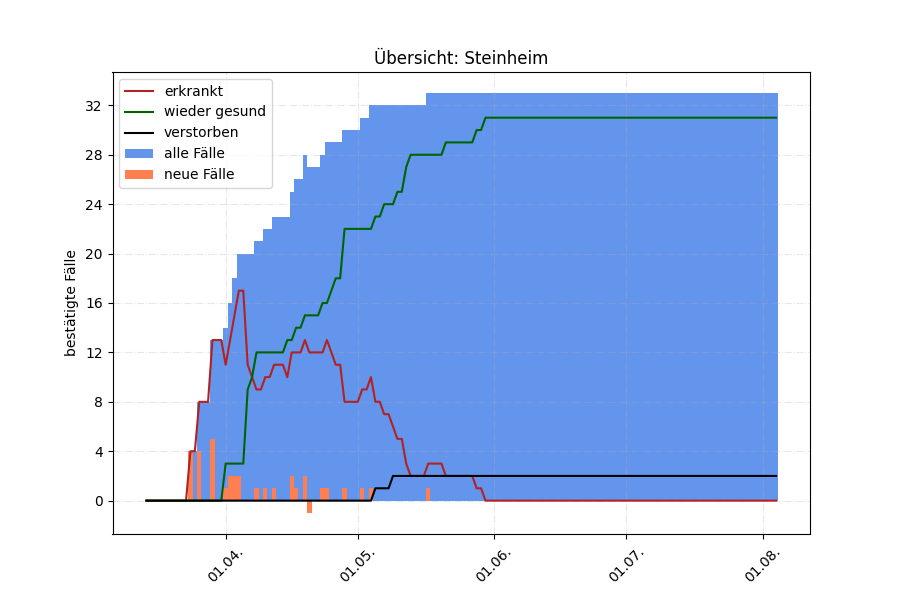 Übersicht: Steinheim
erkrankt
wieder gesund
verstorben
alle Fälle
neue Fälle
bestätigte Fälle
32
28
24
20
16
12
8
4
0
01.04.
01.05.
01.06.
01.07.
01.08.